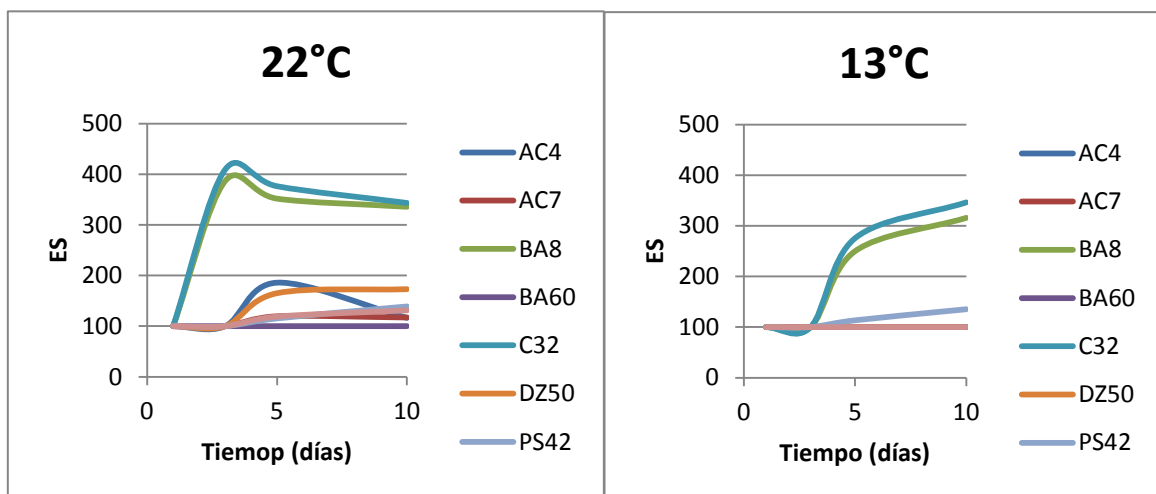 22°C
500
400
300
200
100
0
ES
0
5
10
Tiemop (días)
AC4
AC7
BA8
BA60
C32
DZ50
PS42
13°C
500
400
300
200
100
0
ES
0
5
10
Tiempo (días)
AC4
AC7
BA8
BA60
C32
DZ50
PS42